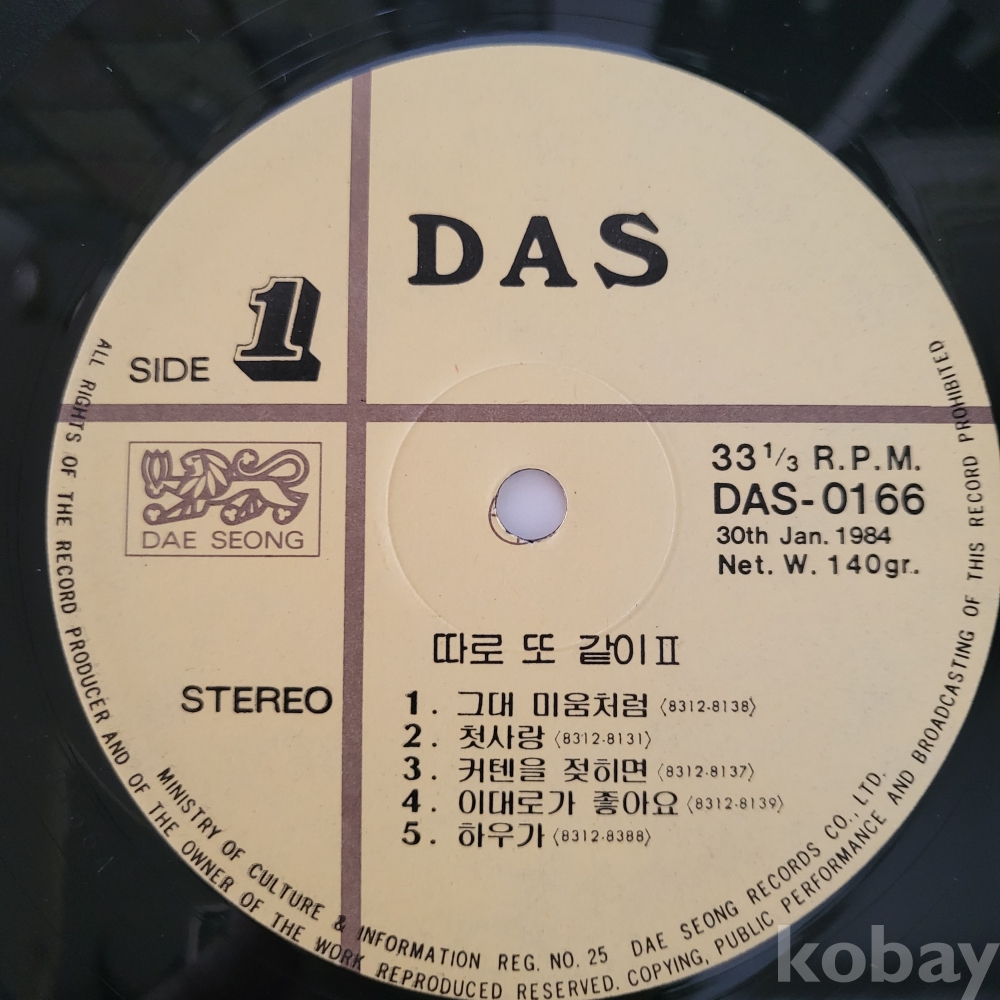 DAS
SIDE 1
DAE SEONG
33 1/3 R.P.M.
DAS-0166
30th Jan. 1984
Net. W. 140gr.
STEREO
따로 또 같이 II
1. 그대 미움처럼 〈8312-8138〉
2. 첫사랑 〈8312-8131〉
3. 커텐을 젖히면 〈8312-8137〉
4. 이대로가 좋아요 〈8312-8139〉
5. 하우가 〈8312-8388〉
MINISTRY OF CULTURE & INFORMATION REG. NO. 25 DAE SEONG RECORDS CO., LTD.
ALL RIGHTS OF THE RECORD PRODUCER AND OF THE OWNER OF THE WORK REPRODUCED RESERVED. COPYING, PUBLIC PERFORMANCE AND BROADCASTING OF THIS RECORD PROHIBITED
kobay